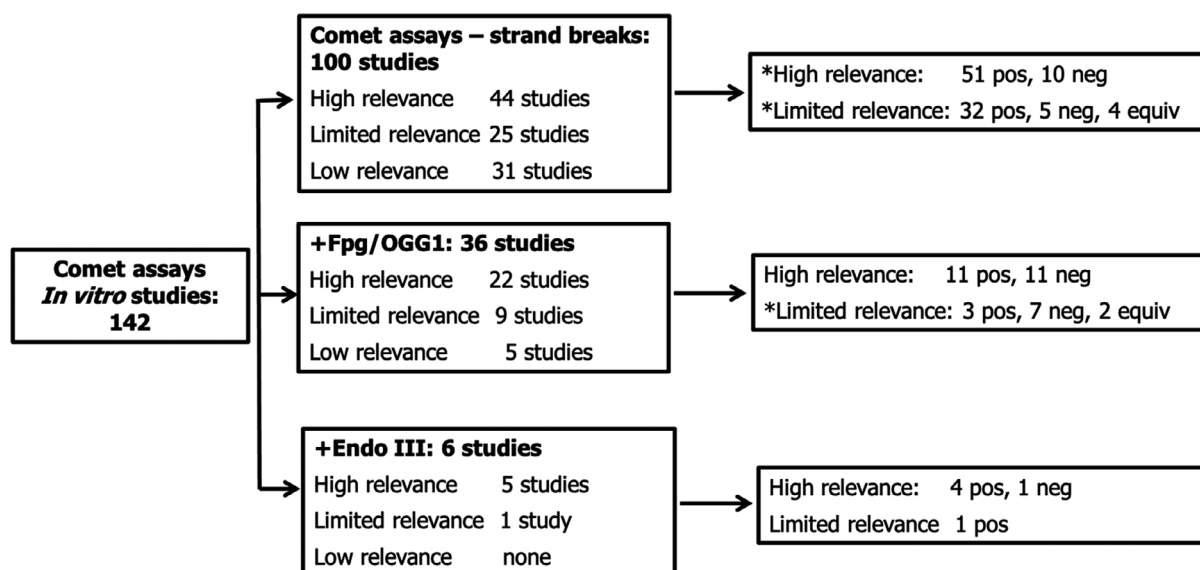 Comet assays
In vitro studies:
142
Comet assays – strand breaks:
100 studies
High relevance 44 studies
Limited relevance 25 studies
Low relevance 31 studies
*High relevance: 51 pos, 10 neg
*Limited relevance: 32 pos, 5 neg, 4 equiv
+Fpg/OGG1: 36 studies
High relevance 22 studies
Limited relevance 9 studies
Low relevance 5 studies
High relevance: 11 pos, 11 neg
*Limited relevance: 3 pos, 7 neg, 2 equiv
+Endo III: 6 studies
High relevance 5 studies
Limited relevance 1 study
Low relevance none
High relevance: 4 pos, 1 neg
Limited relevance 1 pos